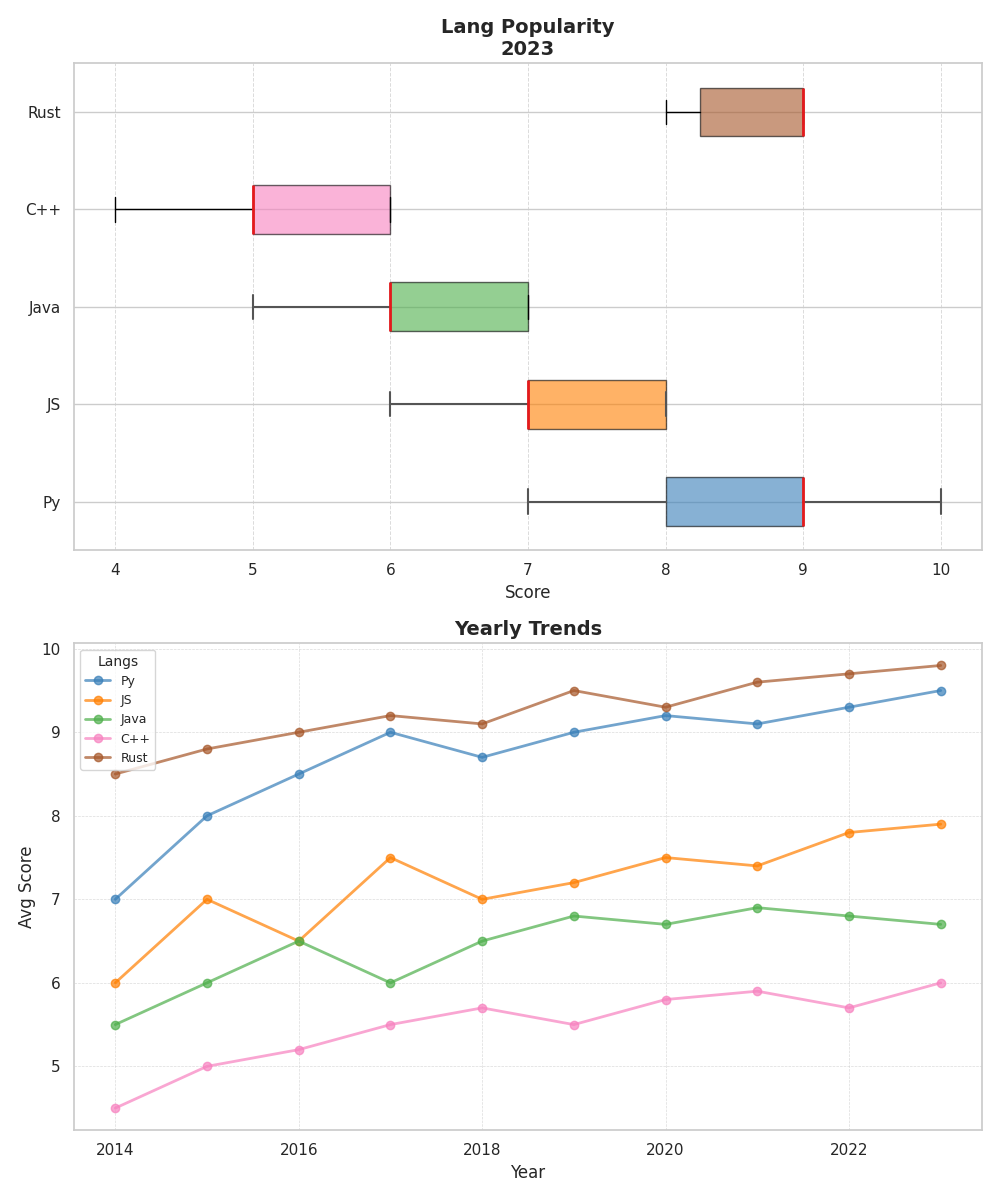 Lang Popularity
2023
Rust
C++
Java
JS
Py
4 5 6 7 8 9 10
Score
Yearly Trends
10
9
8
7
6
5
Avg Score
Langs
Py
JS
Java
C++
Rust
2014 2016 2018 2020 2022
Year